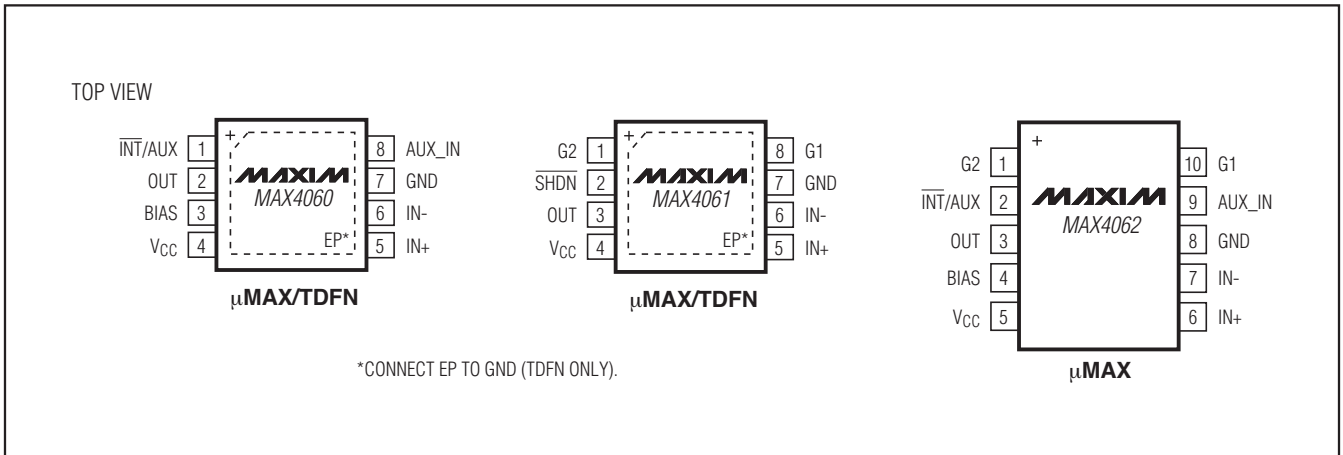 TOP VIEW
I̅N̅T̅/AUX 1
OUT 2
BIAS 3
VCC 4
+
MAXIM
MAX4060
EP*
8 AUX_IN
7 GND
6 IN-
5 IN+
µMAX/TDFN
G2 1
S̅H̅D̅N̅ 2
OUT 3
VCC 4
+
MAXIM
MAX4061
EP*
8 G1
7 GND
6 IN-
5 IN+
µMAX/TDFN
G2 1
I̅N̅T̅/AUX 2
OUT 3
BIAS 4
VCC 5
+
MAXIM
MAX4062
10 G1
9 AUX_IN
8 GND
7 IN-
6 IN+
µMAX
*CONNECT EP TO GND (TDFN ONLY).